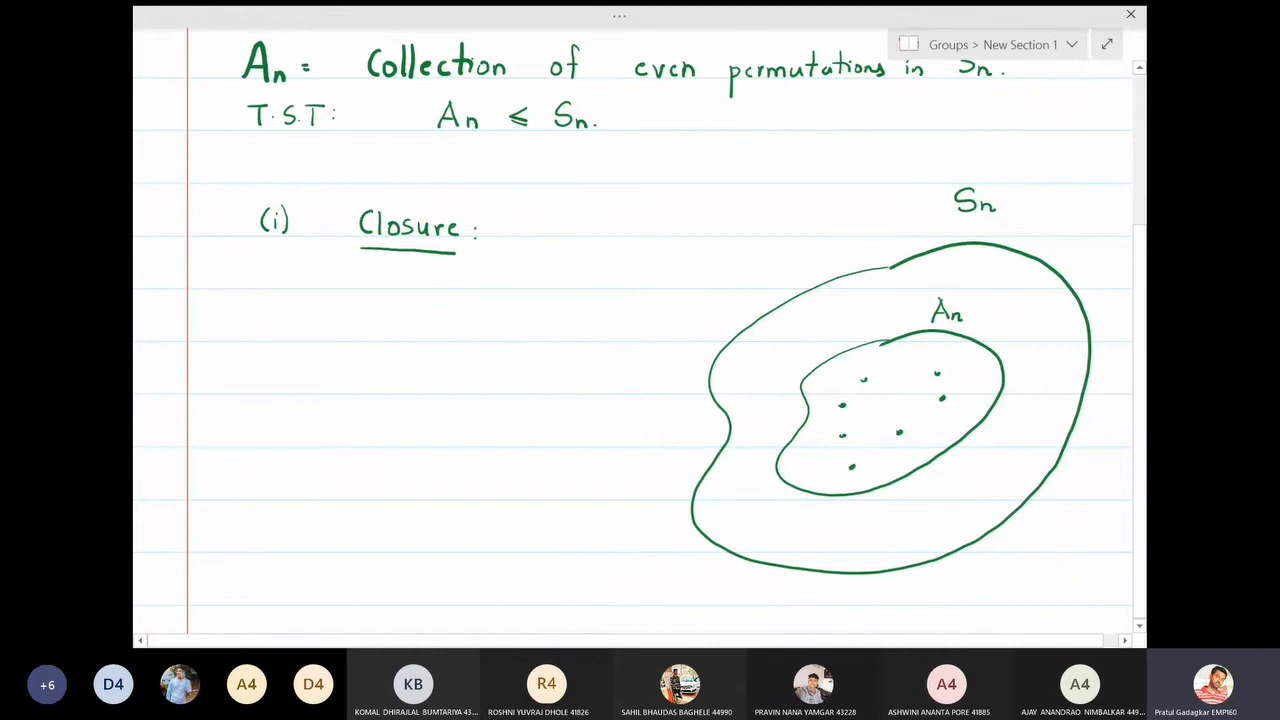 ...
Groups > New Section 1
An = Collection of even permutations in Sn.
T.S.T: An ≤ Sn.
Sn
(i) Closure:
An
+6 D4 A4 D4 KB R4 A4 A4
KOMAL DHIRAJLAL BUMTARIYA 43... ROSHNI YUVRAJ DHOLE 41826 SAHIL BHAUDAS BAGHELE 44990 PRAVIN NANA YAMGAR 43228 ASHWINI ANANTA PORE 41885 AJAY ANANDRAO NIMBALKAR 449... Pratul Gadagkar EMP160